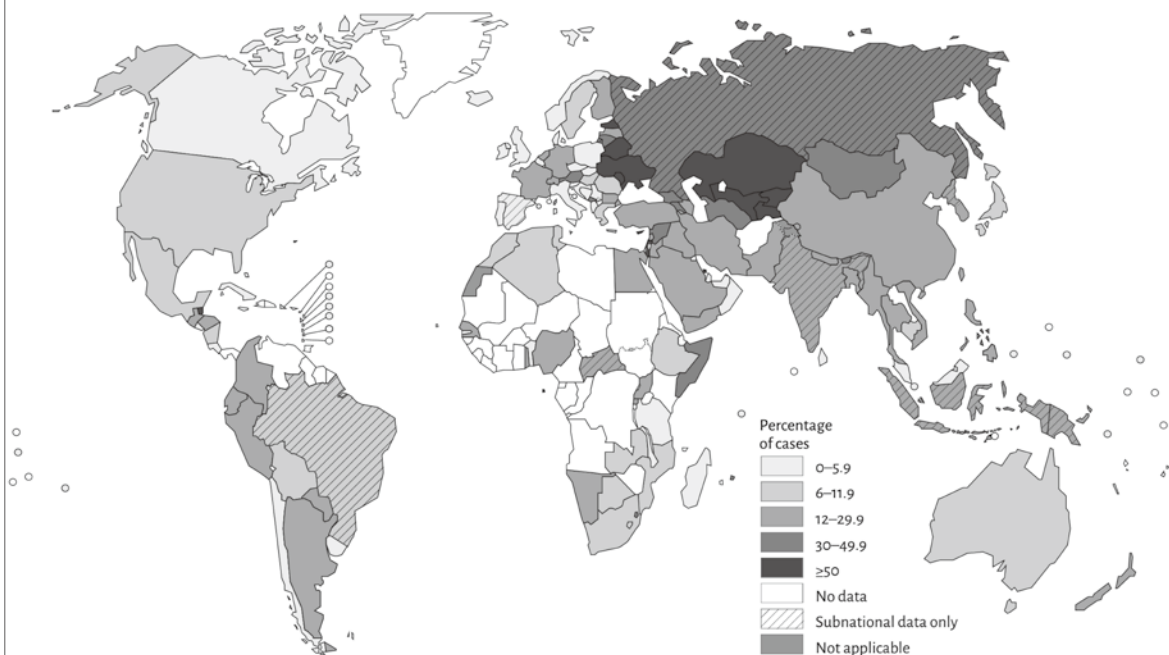 Percentage
of cases
0–5.9
6–11.9
12–29.9
30–49.9
≥50
No data
Subnational data only
Not applicable